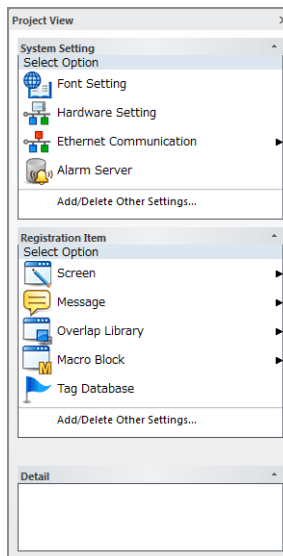 Project View
System Setting
Select Option
Font Setting
Hardware Setting
Ethernet Communication
Alarm Server
Add/Delete Other Settings...
Registration Item
Select Option
Screen
Message
Overlap Library
Macro Block
Tag Database
Add/Delete Other Settings...
Detail